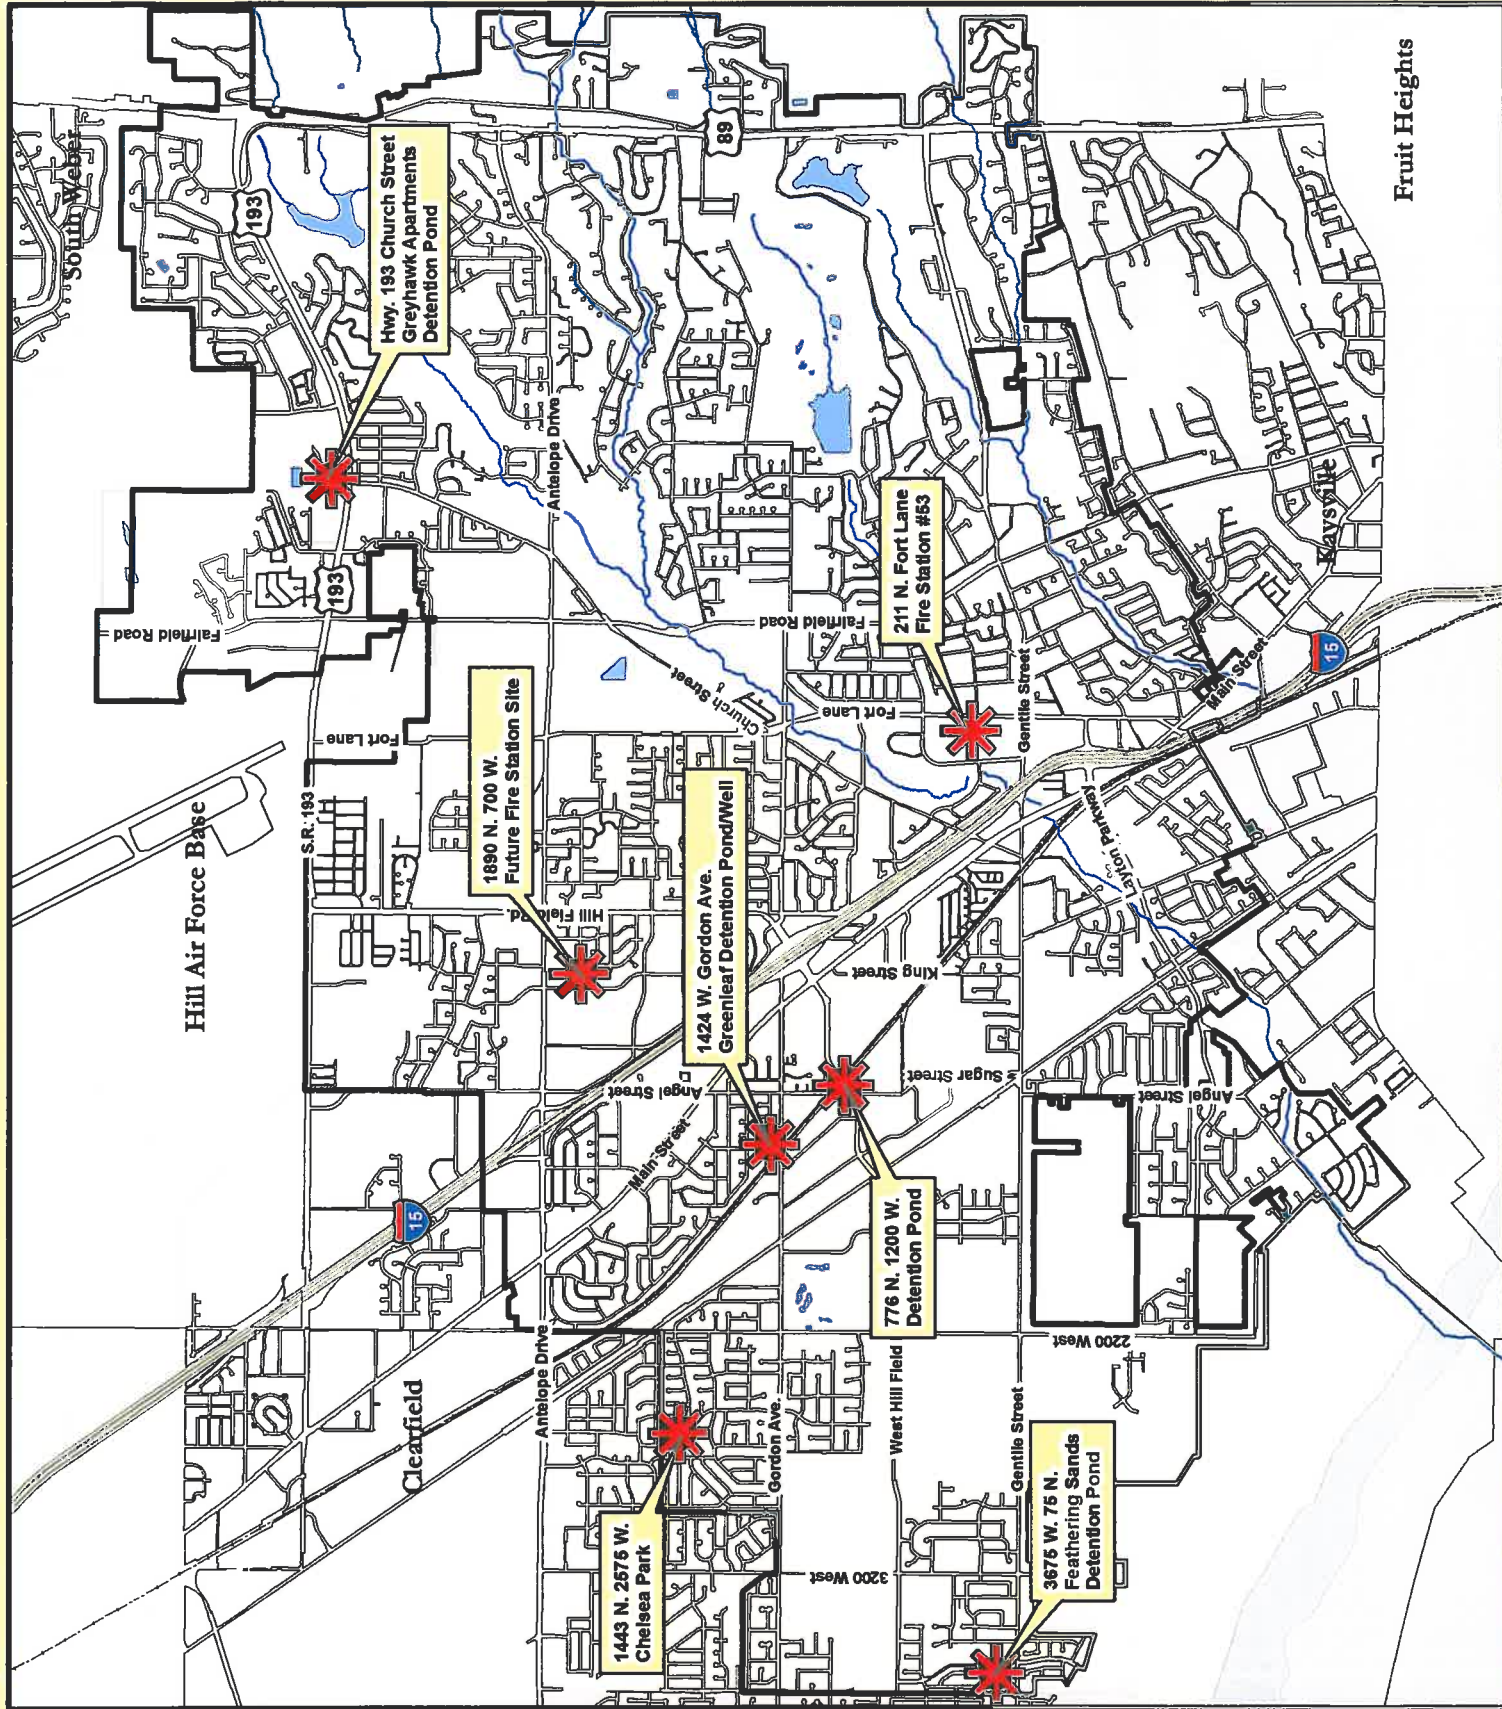 South Weber
Hill Air Force Base
Clearfield
Fruit Heights
Kaysville
Hwy. 193 Church Street
Greyhawk Apartments
Detention Pond
1890 N. 700 W.
Future Fire Station Site
1424 W. Gordon Ave.
Greenleaf Detention Pond/Well
211 N. Fort Lane
Fire Station #53
776 N. 1200 W.
Detention Pond
1443 N. 2575 W.
Chelsea Park
3675 W. 75 N.
Feathering Sands
Detention Pond
193
193
89
15
15
S.R. 193
Fairfield Road
Fairfield Road
Fort Lane
Fort Lane
Church Street
Antelope Drive
Antelope Drive
Hill Field Rd.
Angel Street
Angel Street
Main Street
Main Street
King Street
Sugar Street
Gentile Street
Gentile Street
Layton Parkway
Gordon Ave.
West Hill Field
2200 West
3200 West